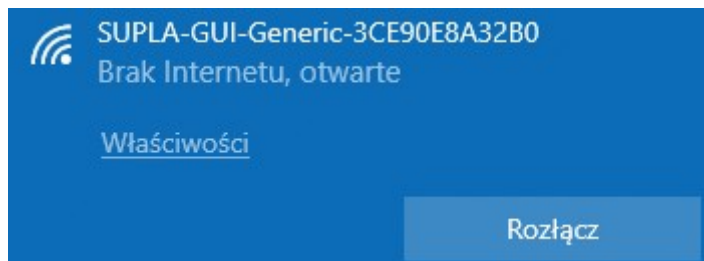 SUPLA-GUI-Generic-3CE90E8A32B0
Brak Internetu, otwarte
Właściwości
Rozłącz